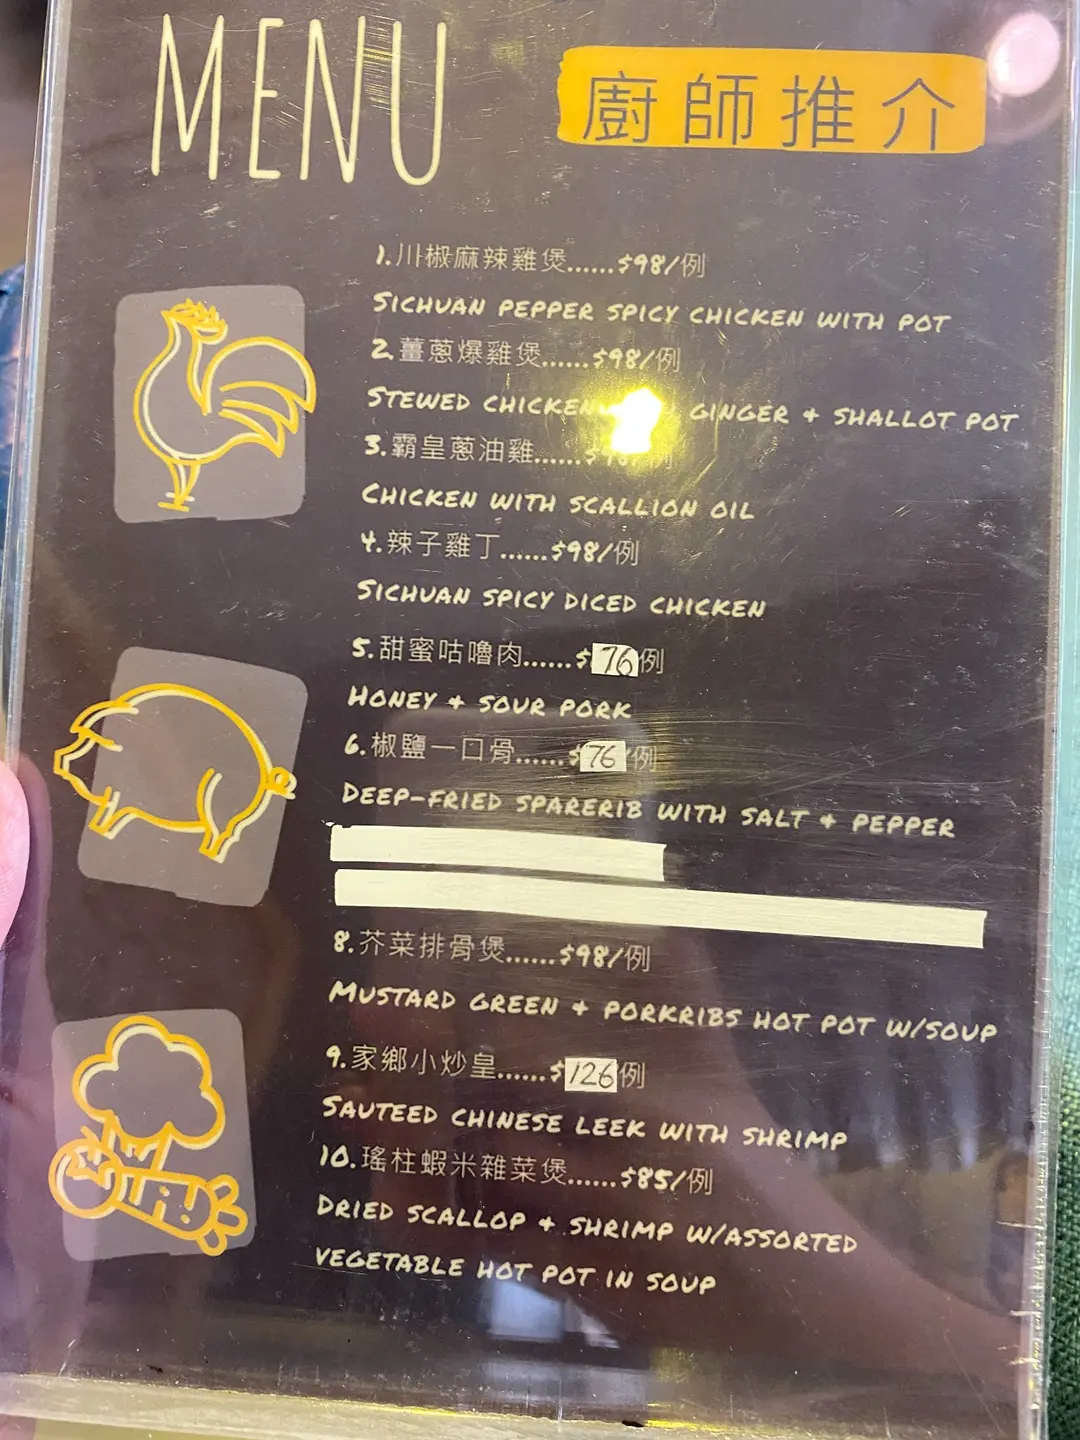 MENU
廚師推介
1.川椒麻辣雞煲......$98/例
SICHUAN PEPPER SPICY CHICKEN WITH POT
2.薑蔥爆雞煲......$98/例
STEWED CHICKEN GINGER + SHALLOT POT
3.霸皇蔥油雞......$98/例
CHICKEN WITH SCALLION OIL
4.辣子雞丁......$98/例
SICHUAN SPICY DICED CHICKEN
5.甜蜜咕嚕肉......$76例
HONEY + SOUR PORK
6.椒鹽一口骨......$76/例
DEEP-FRIED SPARERIB WITH SALT + PEPPER
8.芥菜排骨煲......$98/例
MUSTARD GREEN + PORKRIBS HOT POT W/SOUP
9.家鄉小炒皇......$126例
SAUTEED CHINESE LEEK WITH SHRIMP
10.瑤柱蝦米雜菜煲......$85/例
DRIED SCALLOP + SHRIMP W/ASSORTED
VEGETABLE HOT POT IN SOUP